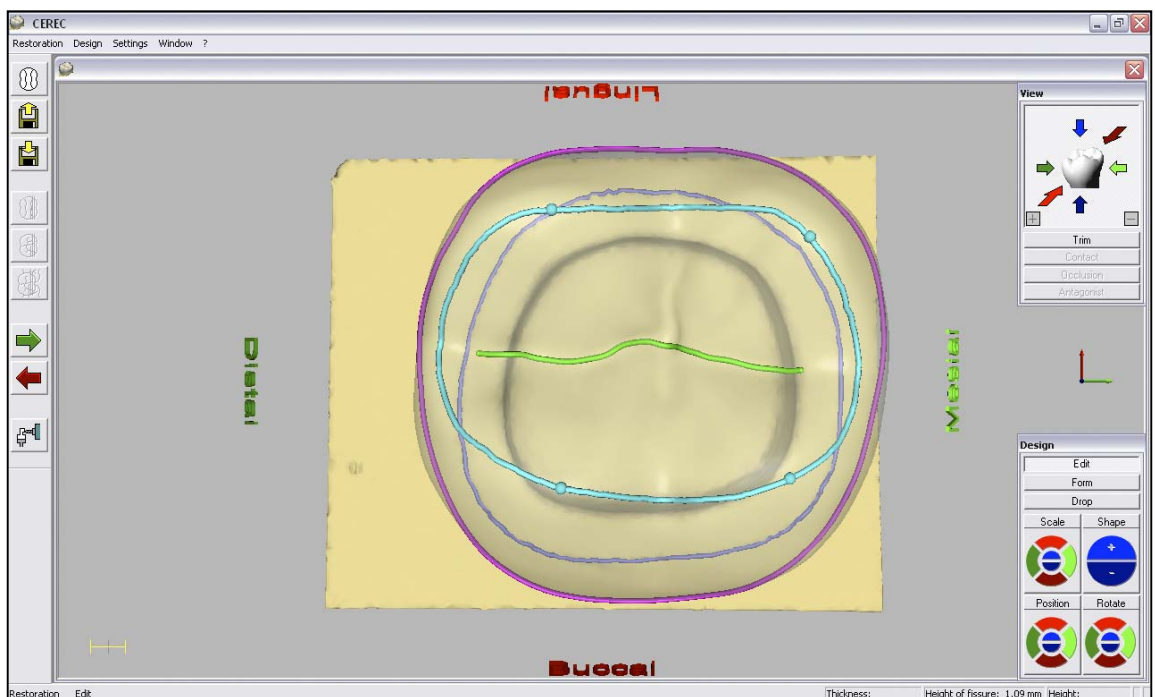 CEREC
Restoration Design Settings Window ?
Lingual
View
Trim
Contact
Occlusion
Antagonist
Distal
Mesial
Design
Edit
Form
Drop
Scale Shape
+
-
Position Rotate
Buccal
Restoration Edit Thickness: Height of fissure: 1.09 mm Height: